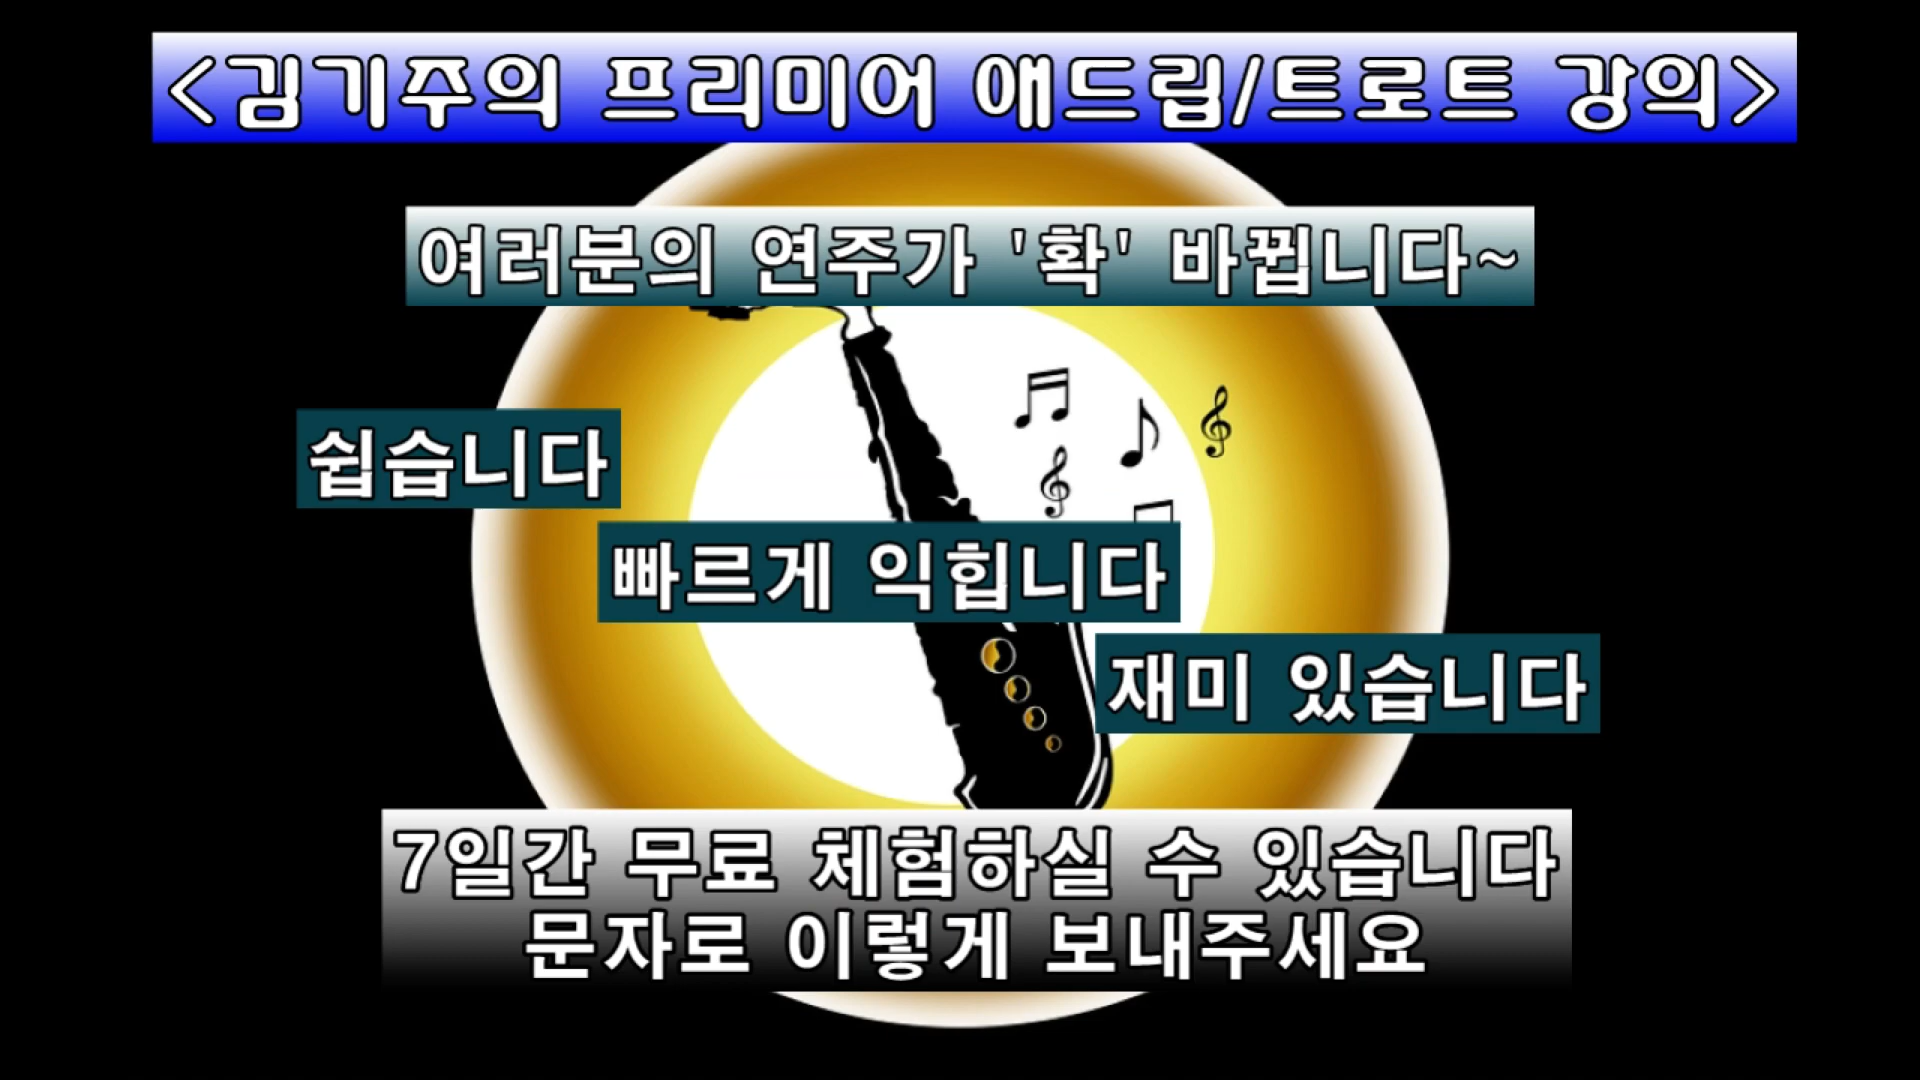 <김기주의 프리미어 애드립/트로트 강의>
여러분의 연주가 '확' 바뀝니다~
쉽습니다
빠르게 익힙니다
재미 있습니다
7일간 무료 체험하실 수 있습니다
문자로 이렇게 보내주세요